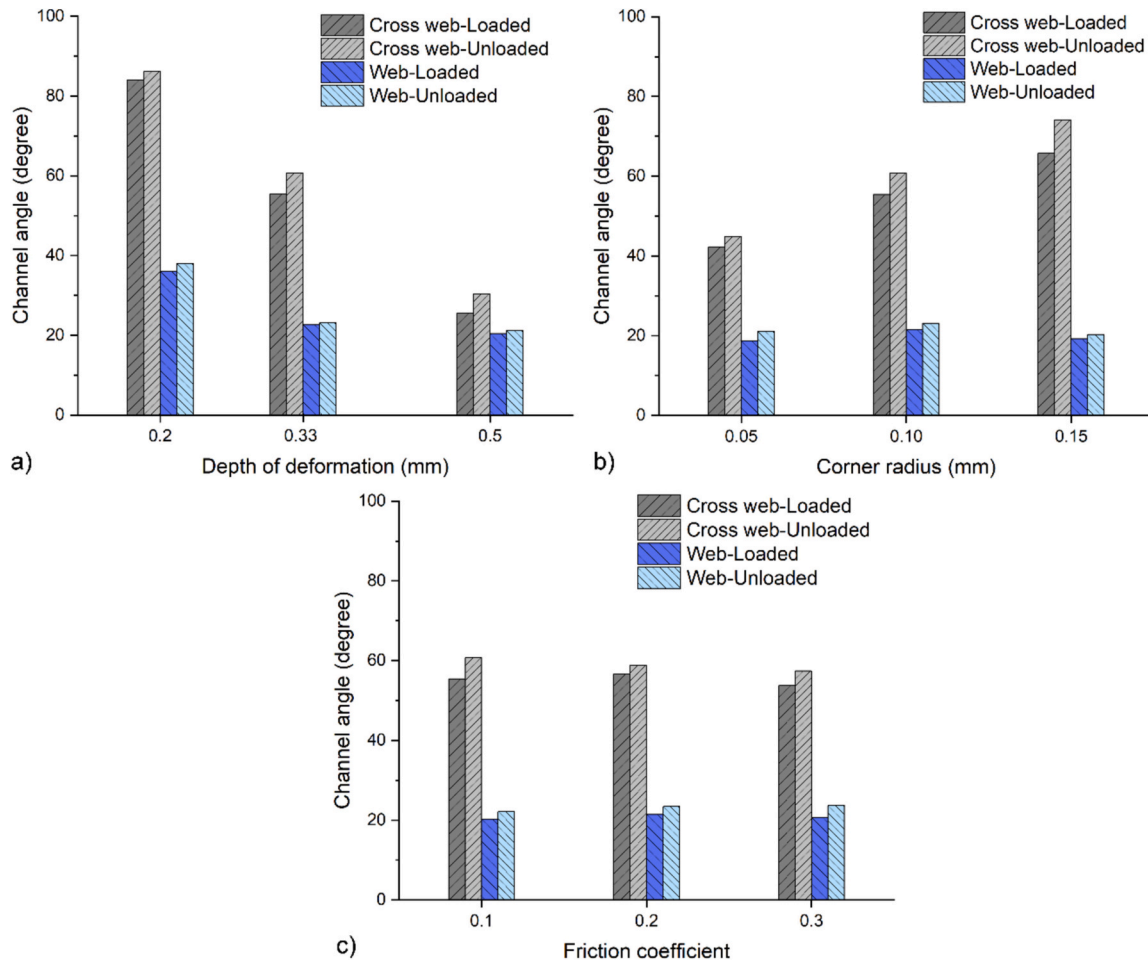 100
80
60
40
20
0
Channel angle (degree)
Cross web-Loaded
Cross web-Unloaded
Web-Loaded
Web-Unloaded
0.2 0.33 0.5
Depth of deformation (mm)
a)
100
80
60
40
20
0
Channel angle (degree)
Cross web-Loaded
Cross web-Unloaded
Web-Loaded
Web-Unloaded
0.05 0.10 0.15
Corner radius (mm)
b)
100
80
60
40
20
0
Channel angle (degree)
Cross web-Loaded
Cross web-Unloaded
Web-Loaded
Web-Unloaded
0.1 0.2 0.3
Friction coefficient
c)